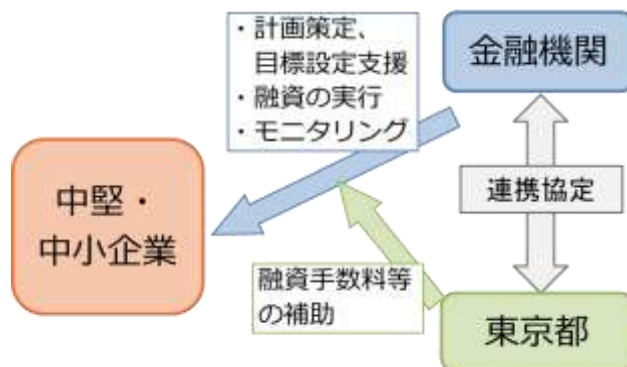 ・計画策定、
目標設定支援
・融資の実行
・モニタリング
金融機関
中堅・
中小企業
連携協定
融資手数料等
の補助
東京都